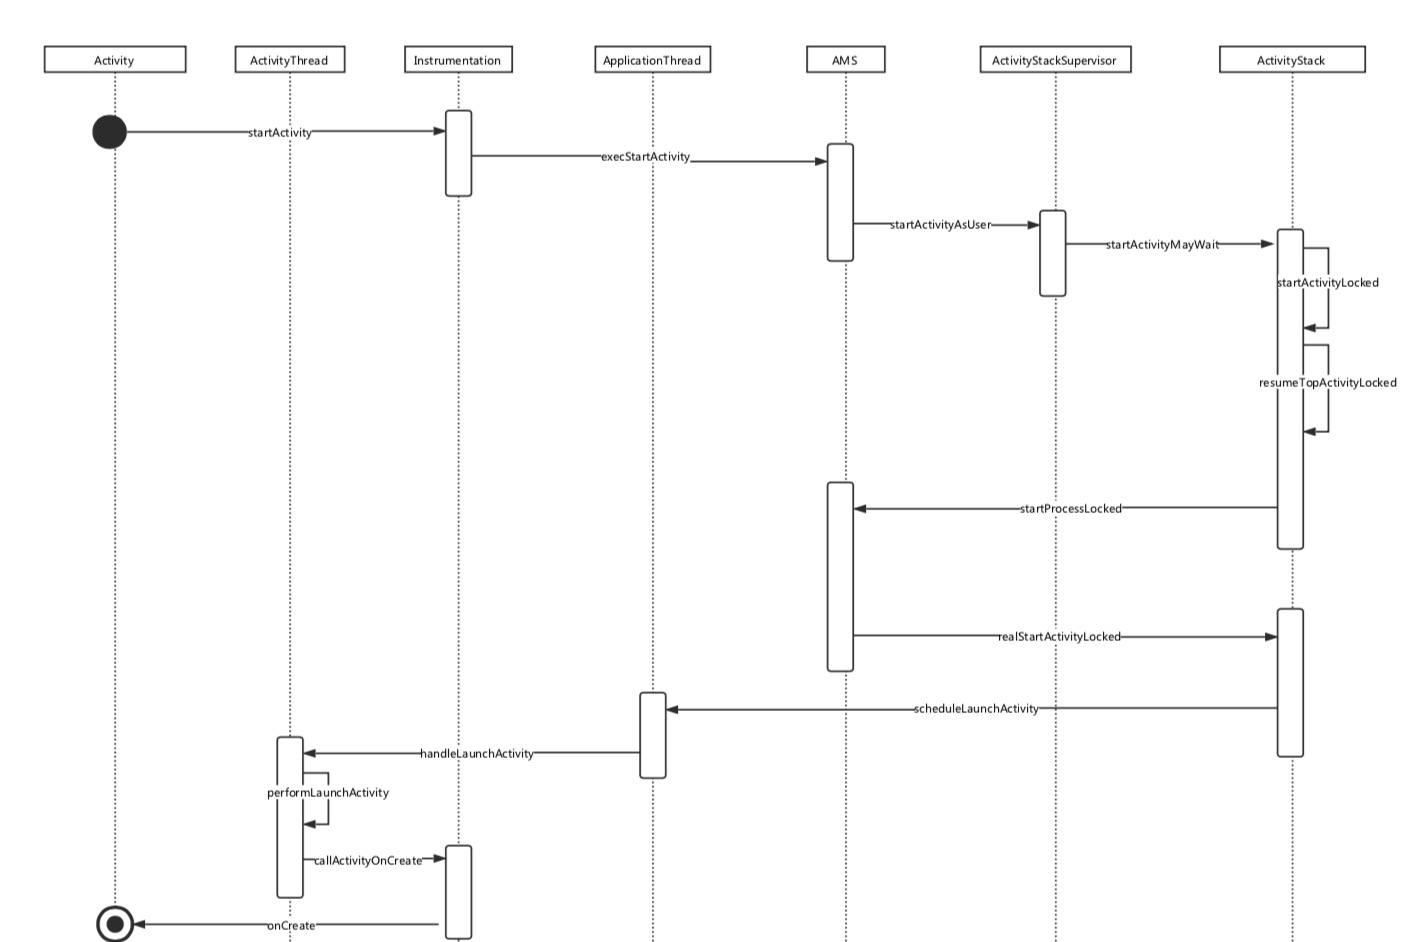 Activity
ActivityThread
Instrumentation
ApplicationThread
AMS
ActivityStackSupervisor
ActivityStack
startActivity
execStartActivity
startActivityAsUser
startActivityMayWait
startActivityLocked
resumeTopActivityLocked
startProcessLocked
realStartActivityLocked
scheduleLaunchActivity
handleLaunchActivity
performLaunchActivity
callActivityOnCreate
onCreate